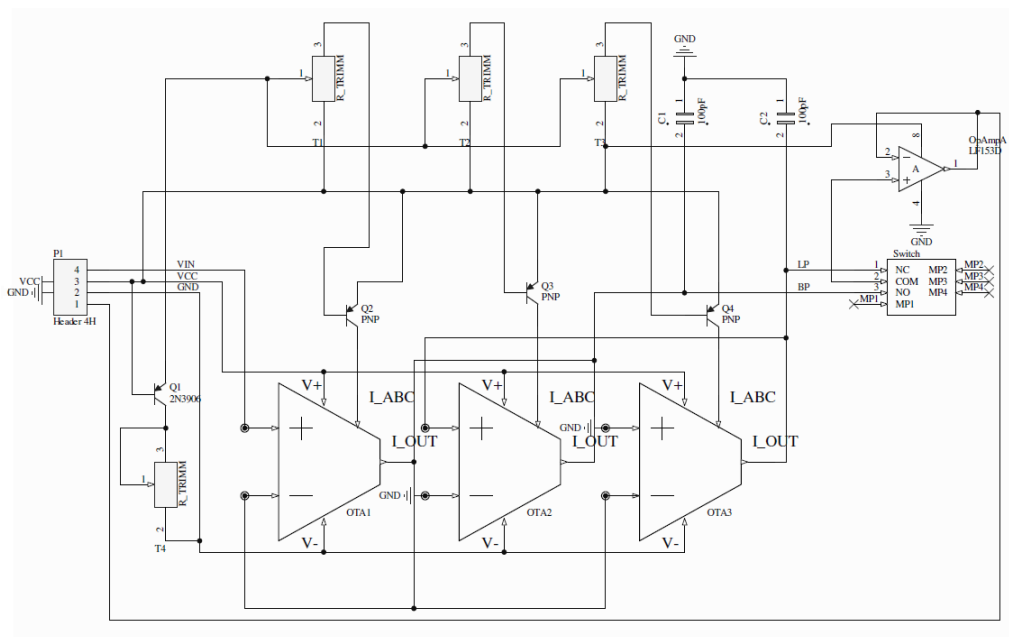 GND
3
3
3
1
R_TRIMM
1
R_TRIMM
1
R_TRIMM
2
T1
2
T2
2
T3
1
C1
100pF
2
1
C2
100pF
2
8
OpAmpA
LF153D
2
A
1
3
4
GND
Switch
P1
VCC
GND
4
3
2
1
Header 4H
VIN
VCC
GND
LP
BP
1
2
3
NC
COM
NO
MP1
MP2
MP3
MP4
MP2
MP3
MP4
MP1
Q2
PNP
Q3
PNP
Q4
PNP
Q1
2N3906
V+
I_ABC
V+
I_ABC
V+
I_ABC
I_OUT
GND
I_OUT
I_OUT
GND
3
1
R_TRIMM
2
T4
OTA1
OTA2
OTA3
V-
V-
V-